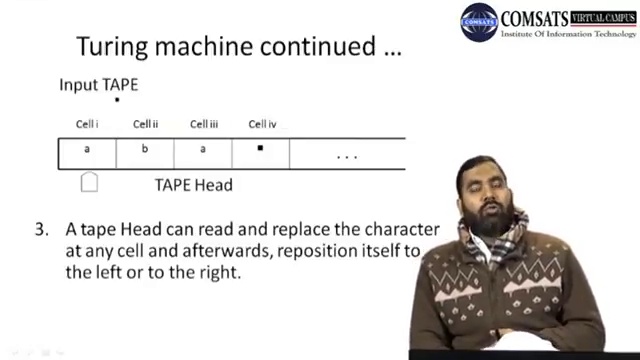 COMSATS VIRTUAL CAMPUS
Institute Of Information Technology
Turing machine continued ...
Input TAPE
Cell i Cell ii Cell iii Cell iv
a b a ■ . . .
TAPE Head
3. A tape Head can read and replace the character
at any cell and afterwards, reposition itself to
the left or to the right.